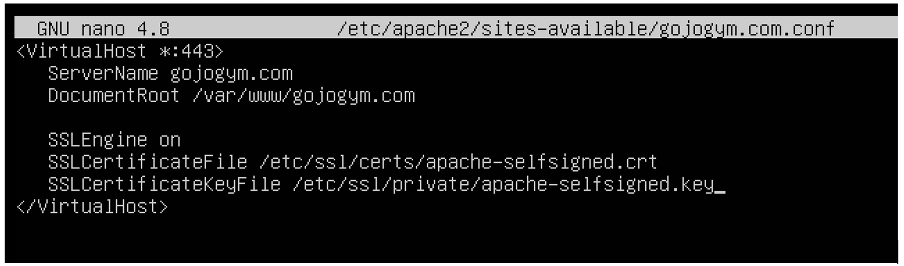 GNU nano 4.8 /etc/apache2/sites-available/gojogym.com.conf
<VirtualHost *:443>
ServerName gojogym.com
DocumentRoot /var/www/gojogym.com
SSLEngine on
SSLCertificateFile /etc/ssl/certs/apache-selfsigned.crt
SSLCertificateKeyFile /etc/ssl/private/apache-selfsigned.key_
</VirtualHost>